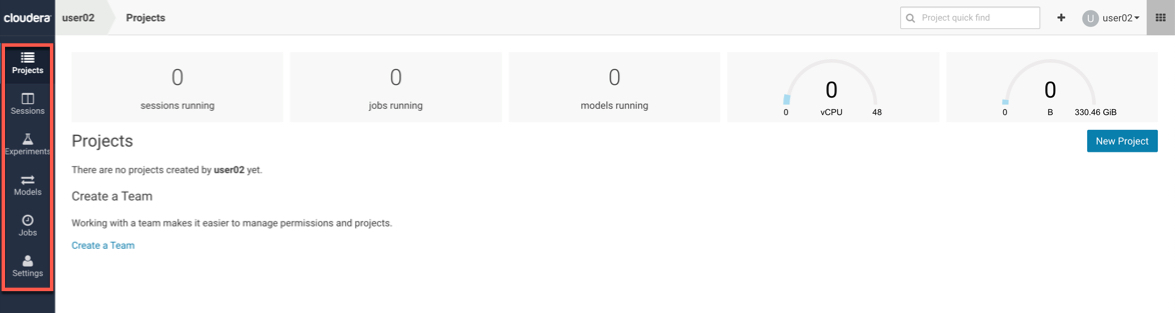 cloudera
user02
Projects
Project quick find
+
U
user02
Projects
Sessions
Experiments
Models
Jobs
Settings
0
sessions running
0
jobs running
0
models running
0
0 vCPU 48
0
0 B 330.46 GiB
Projects
New Project
There are no projects created by user02 yet.
Create a Team
Working with a team makes it easier to manage permissions and projects.
Create a Team